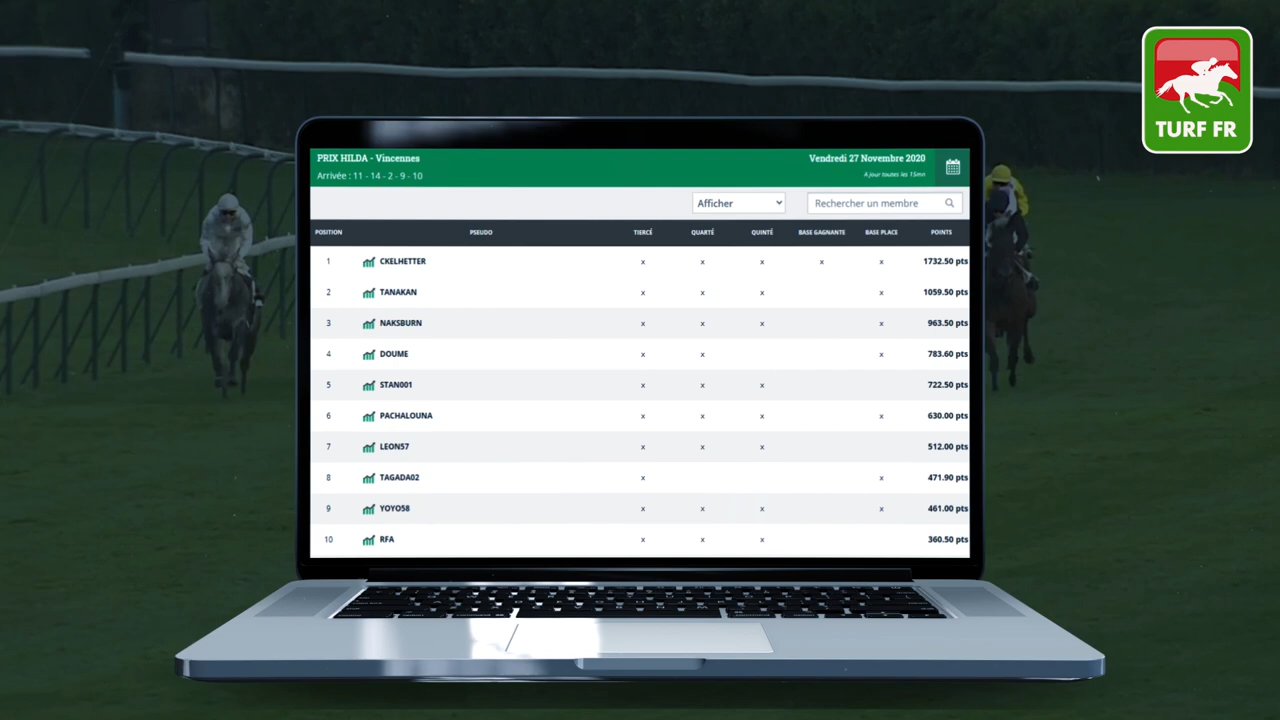 TURF FR
PRIX HILDA - Vincennes
Vendredi 27 Novembre 2020
Arrivée : 11 - 14 - 2 - 9 - 10
A jour toutes les 15mn
Afficher
Rechercher un membre
POSITION PSEUDO TIERCÉ QUARTÉ QUINTÉ BASE GAGNANTE BASE PLACE POINTS
1 CKELHETTER x x x x x 1732.50 pts
2 TANAKAN x x x x 1059.50 pts
3 NAKSBURN x x x x 963.50 pts
4 DOUME x x x 783.60 pts
5 STAN001 x x x 722.50 pts
6 PACHALOUNA x x x x 630.00 pts
7 LEON57 x x x 512.00 pts
8 TAGADA02 x x 471.90 pts
9 YOYO58 x x x x 461.00 pts
10 RFA x x x 360.50 pts